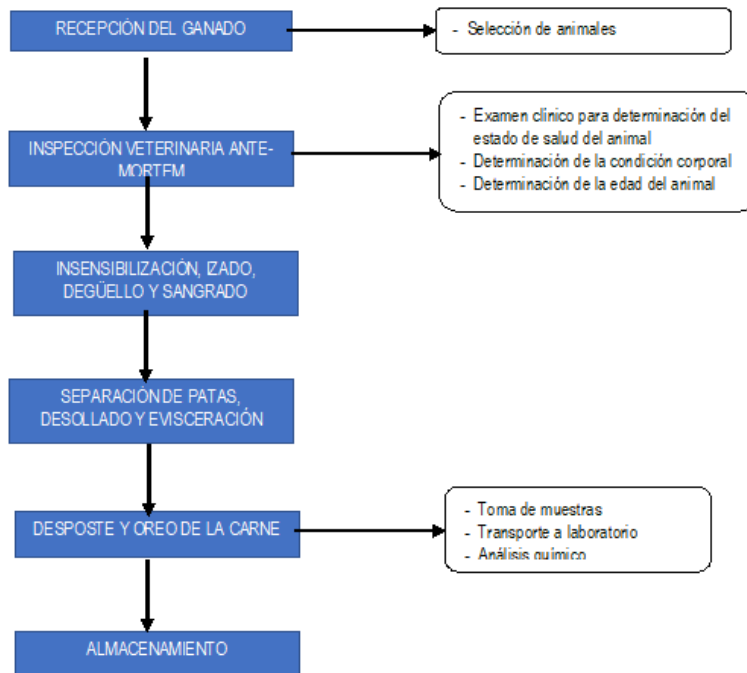 RECEPCIÓN DEL GANADO
- Selección de animales
INSPECCIÓN VETERINARIA ANTE-
MORTEM
- Examen clínico para determinación del
estado de salud del animal
- Determinación de la condición corporal
- Determinación de la edad del animal
INSENSIBILIZACIÓN, IZADO,
DEGÜELLO Y SANGRADO
SEPARACIÓN DE PATAS,
DESOLLADO Y EVISCERACIÓN
DESPOSTE Y OREO DE LA CARNE
- Toma de muestras
- Transporte a laboratorio
- Análisis químico
ALMACENAMIENTO